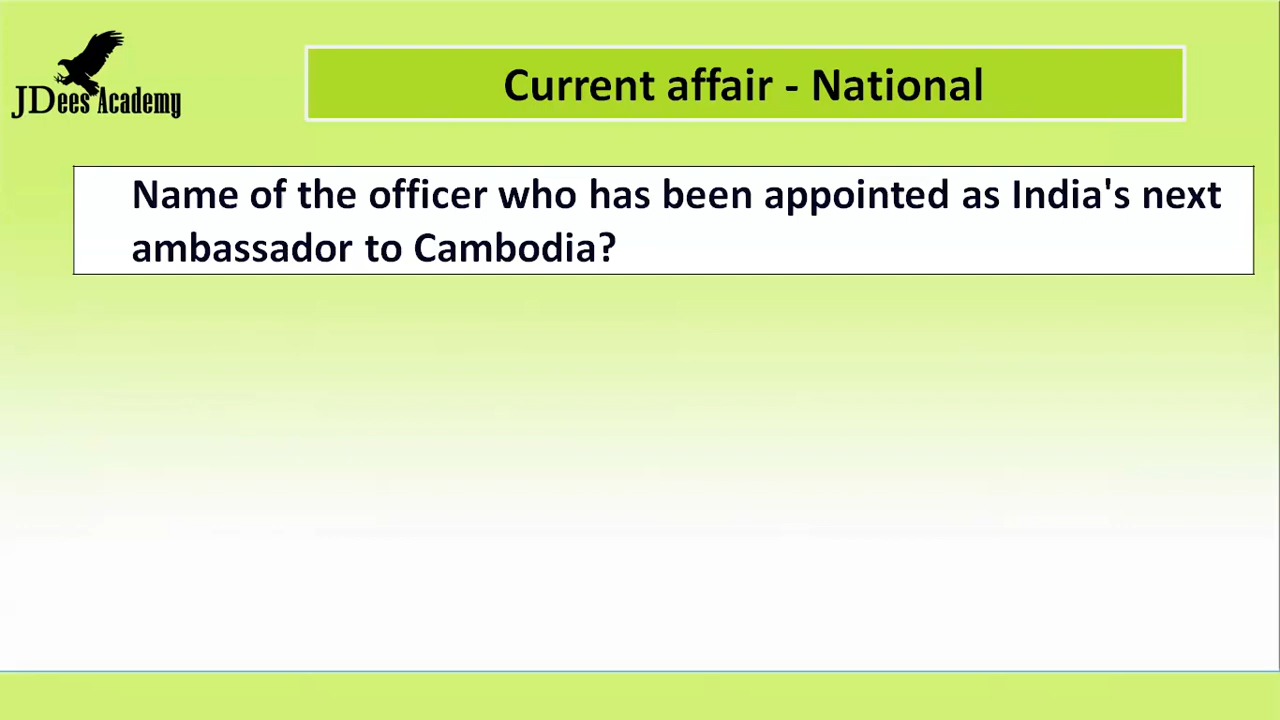 JDees Academy
Current affair - National
Name of the officer who has been appointed as India's next
ambassador to Cambodia?